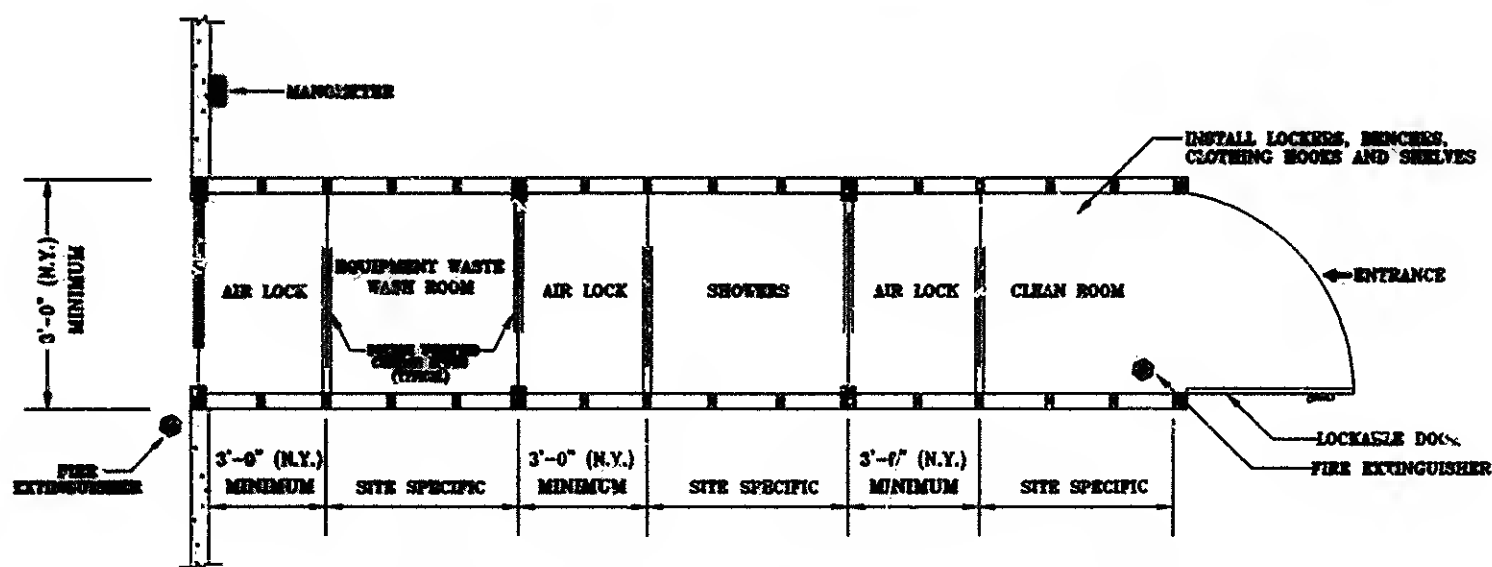 MANOMETER
INSTALL LOCKERS, BENCHES,
CLOTHING HOOKS AND SHELVES
3'-0" (N.Y.)
MINIMUM
AIR LOCK
EQUIPMENT WASTE
WASH ROOM
AIR LOCK
SHOWERS
AIR LOCK
CLEAN ROOM
ENTRANCE
FIRE
EXTINGUISHER
LOCKABLE DOOR
FIRE EXTINGUISHER
3'-0" (N.Y.)
MINIMUM
SITE SPECIFIC
3'-0" (N.Y.)
MINIMUM
SITE SPECIFIC
3'-0" (N.Y.)
MINIMUM
SITE SPECIFIC